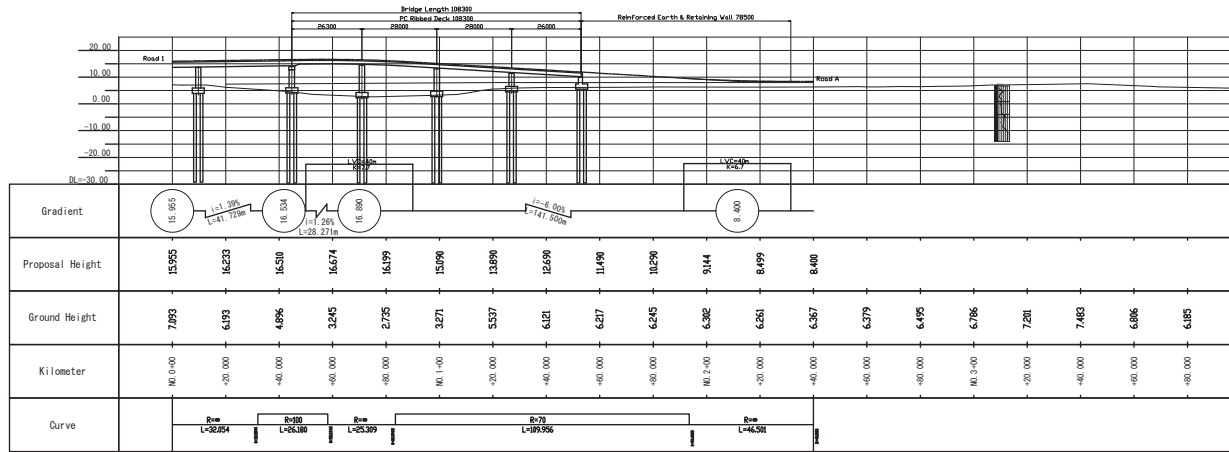 Bridge Length 108300
PC Ribbed Deck 108300
Reinforced Earth & Retaining Wall 78500
26300 28000 28000 26000
20.00
Road 1
10.00
Road A
0.00
-10.00
-20.00
LVC=40m
K=7.7
LVC=40m
K=6.7
DL=-30.00
Gradient
15.955
i=1.39%
L=41.729m
16.534
i=1.26%
L=28.271m
16.890
i=-6.00%
L=141.500m
8.400
Proposal Height 15.955 16.233 16.510 16.674 16.199 15.090 13.890 12.690 11.490 10.290 9.144 8.499 8.400
Ground Height 7.093 6.193 4.896 3.245 2.735 3.271 5.537 6.121 6.217 6.245 6.302 6.261 6.367 6.379 6.495 6.786 7.201 7.483 6.806 6.185
Kilometer NO.0+00 +20.000 +40.000 +60.000 +80.000 NO.1+00 +20.000 +40.000 +60.000 +80.000 NO.2+00 +20.000 +40.000 +60.000 +80.000 NO.3+00 +20.000 +40.000 +60.000 +80.000
Curve
R=∞ R=100 R=∞ R=70 R=∞
L=32.054 L=26.180 L=25.309 L=109.956 L=46.501